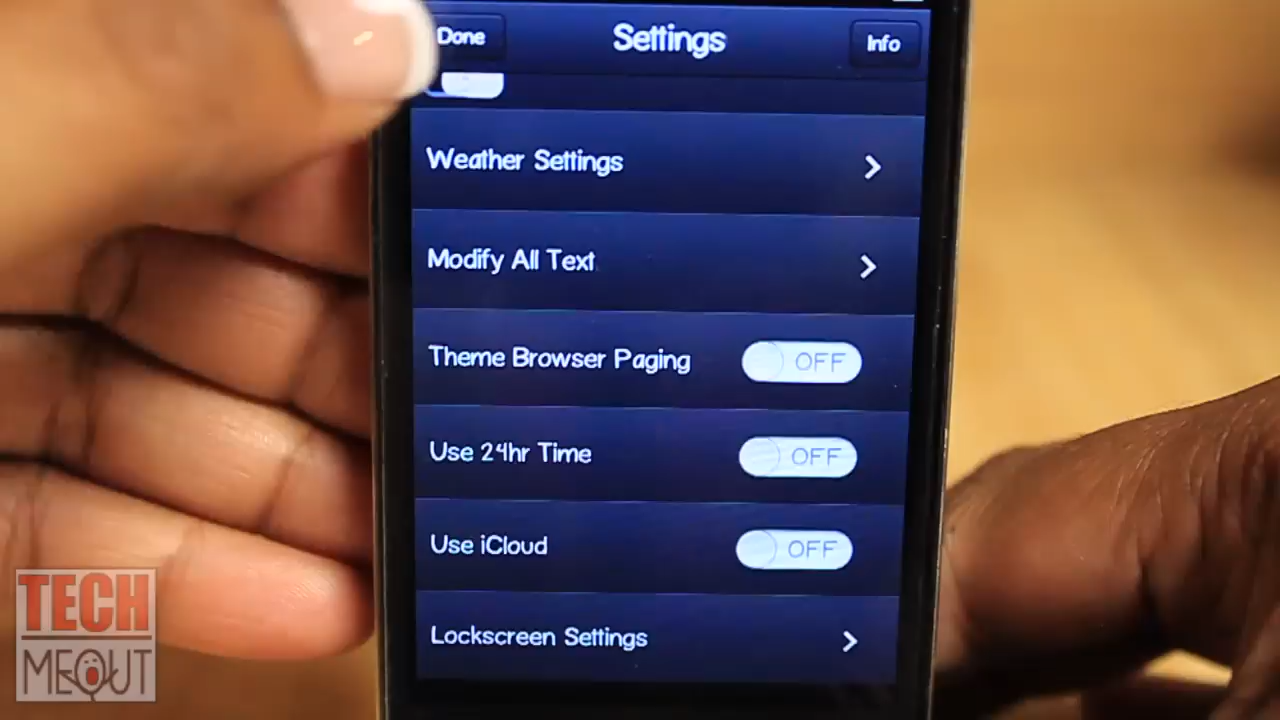 Done
Settings
Info
Weather Settings
Modify All Text
Theme Browser Paging
OFF
Use 24hr Time
OFF
Use iCloud
OFF
Lockscreen Settings
TECH
MEOUT